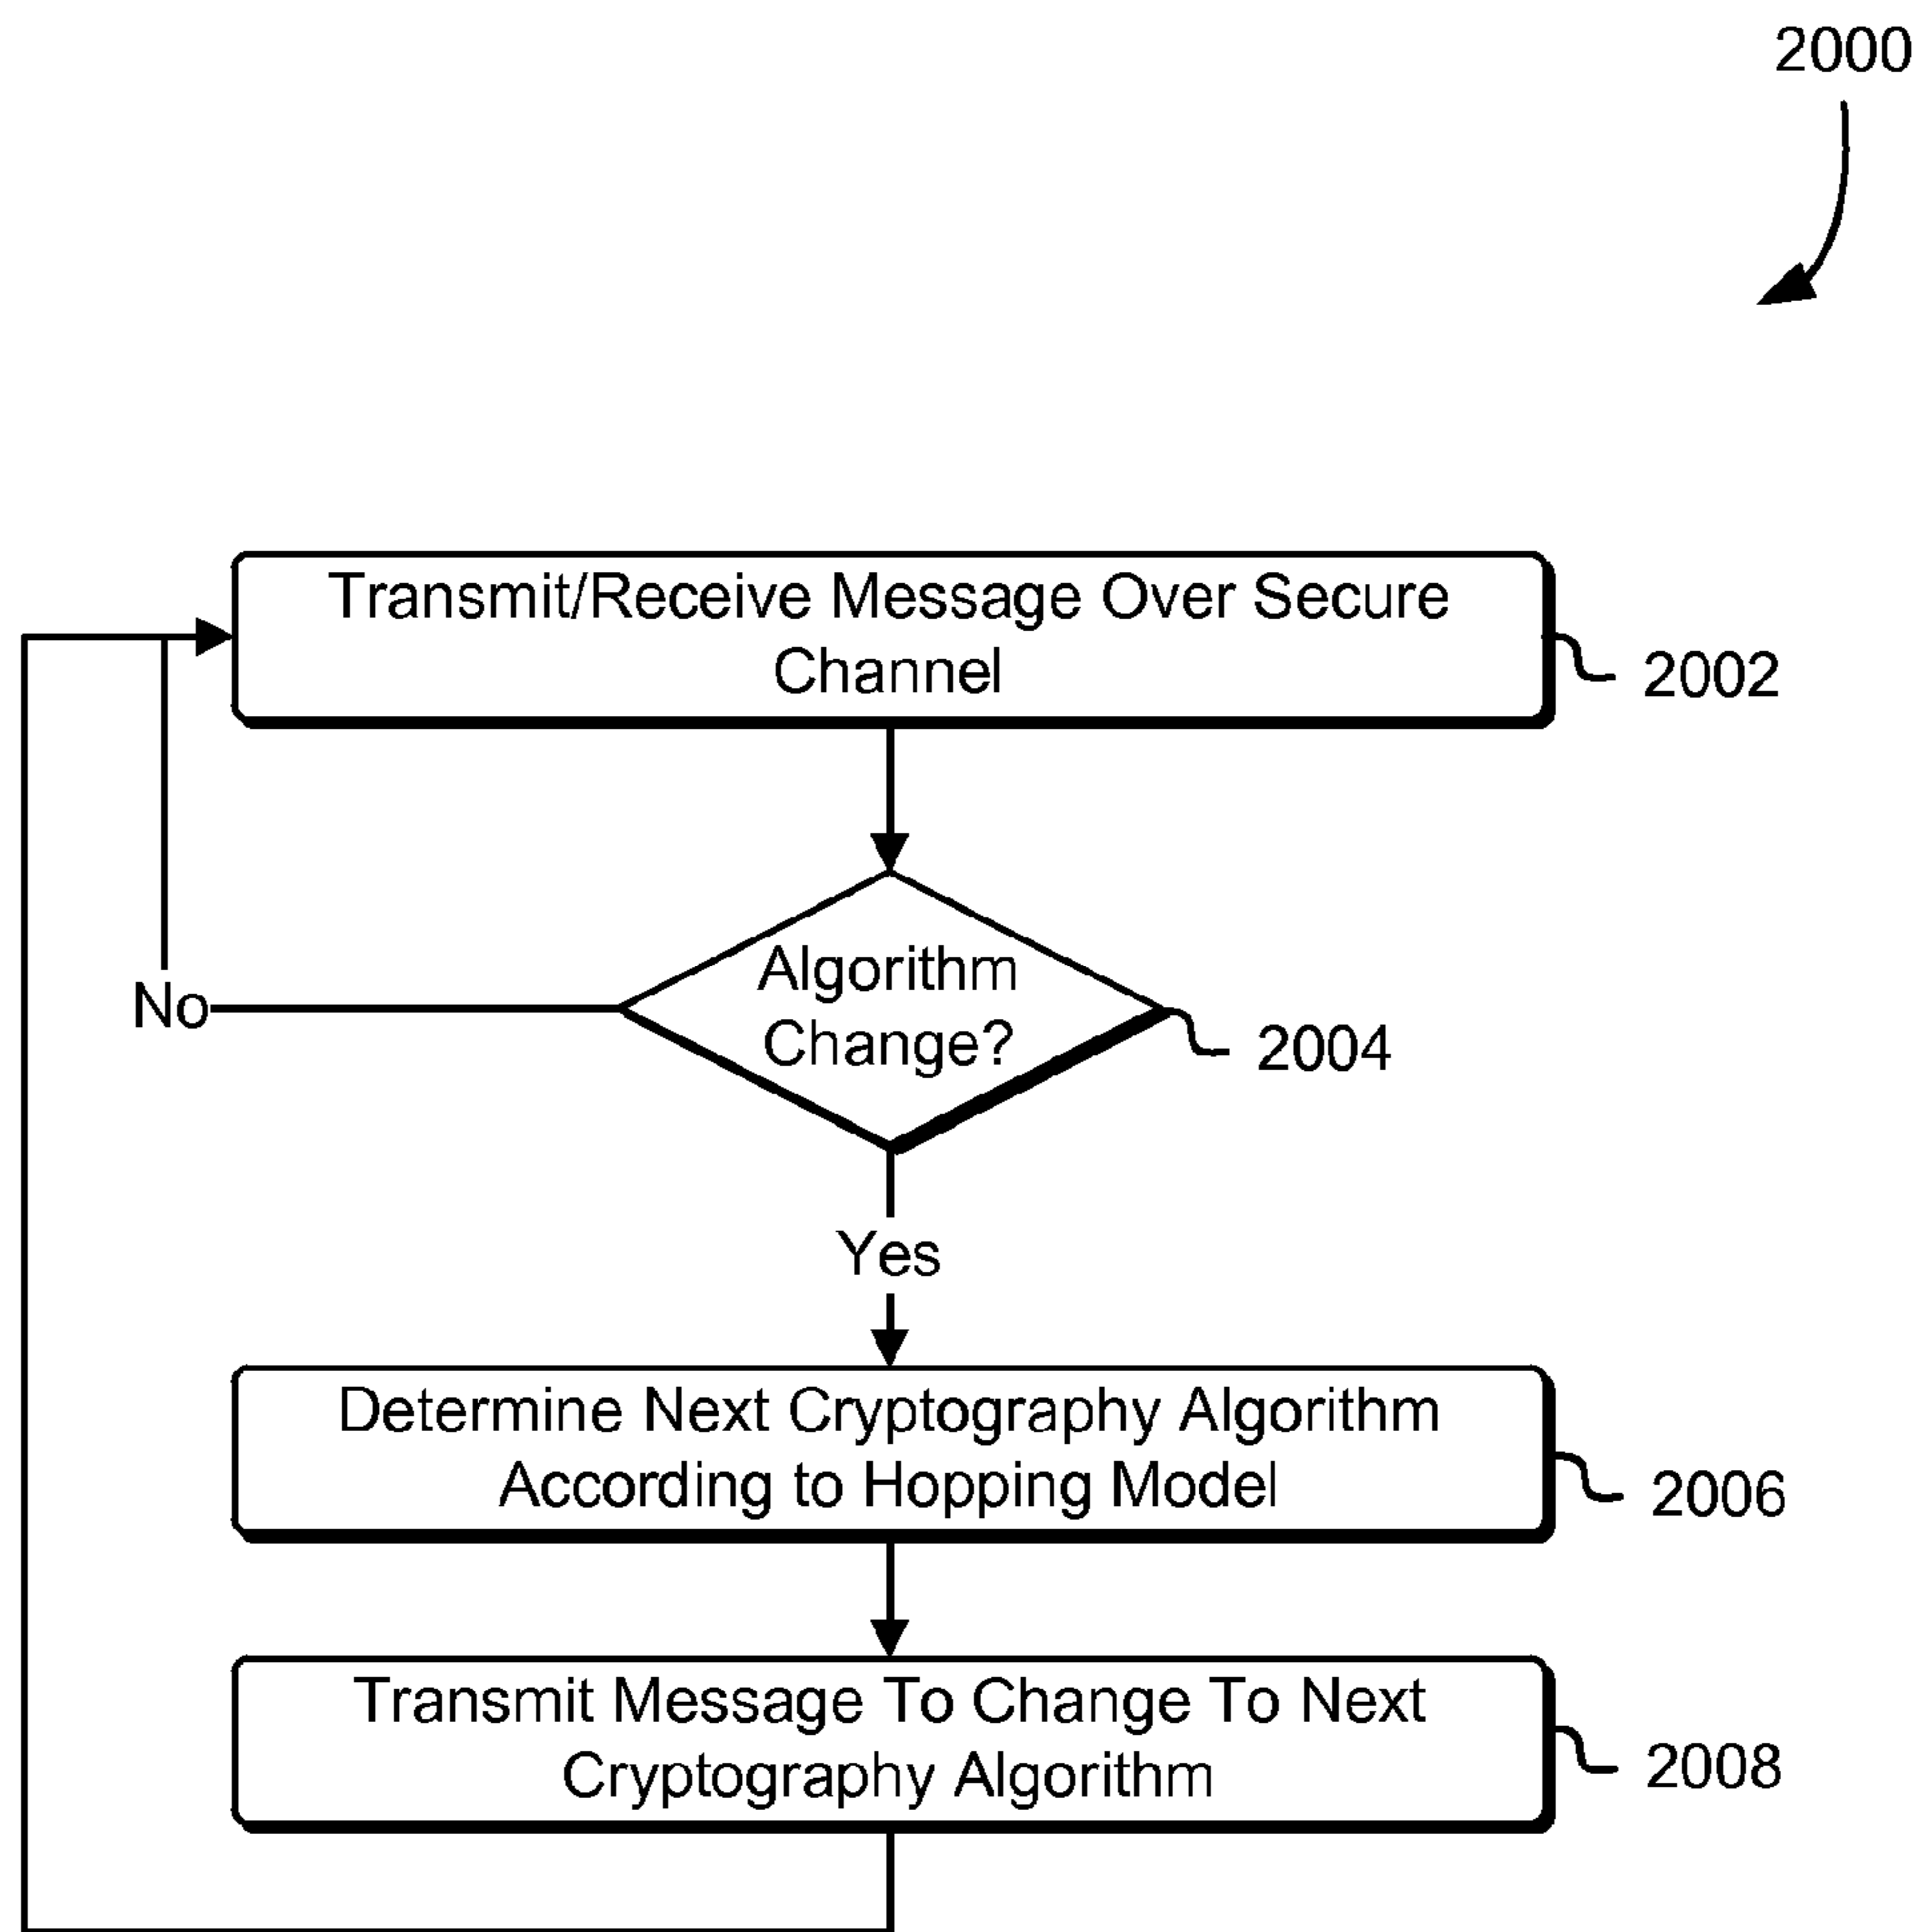 2000
Transmit/Receive Message Over Secure
Channel
2002
Algorithm
Change?
2004
No
Yes
Determine Next Cryptography Algorithm
According to Hopping Model
2006
Transmit Message To Change To Next
Cryptography Algorithm
2008